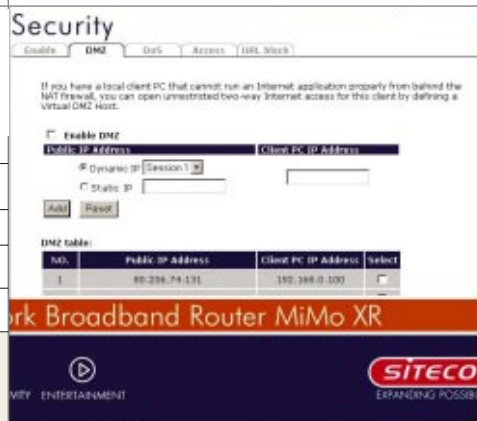 Security
Enable DMZ DoS Access URL block
If you have a local client PC that cannot run an Internet application properly from behind the
NAT firewall, you can open unrestricted two-way Internet access for this client by defining a
Virtual DMZ Host.
Enable DMZ
Public IP Address Client PC IP Address
Dynamic IP Session 1
Static IP
Add Reset
DMZ table:
NO. Public IP Address Client PC IP Address Select
1 80.206.74.131 192.168.0.100
rk Broadband Router MiMo XR
VITY ENTERTAINMENT
SITECO
EXPANDING POSSIB